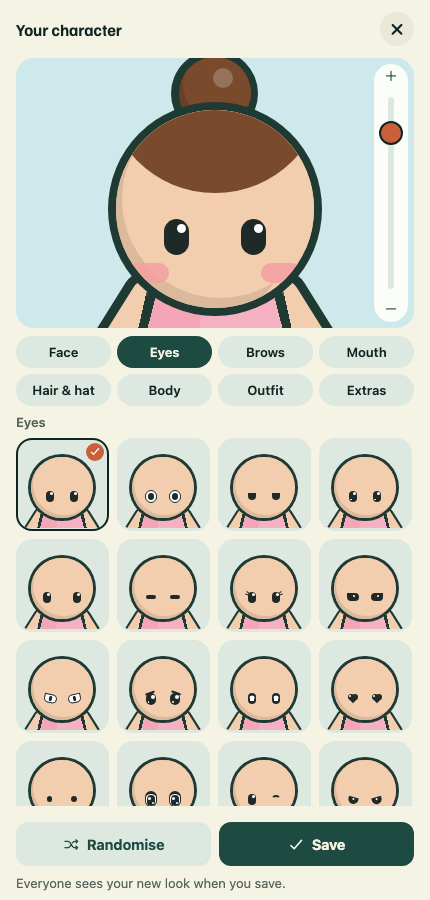 Your character
Face
Eyes
Brows
Mouth
Hair & hat
Body
Outfit
Extras
Eyes
Randomise
Save
Everyone sees your new look when you save.